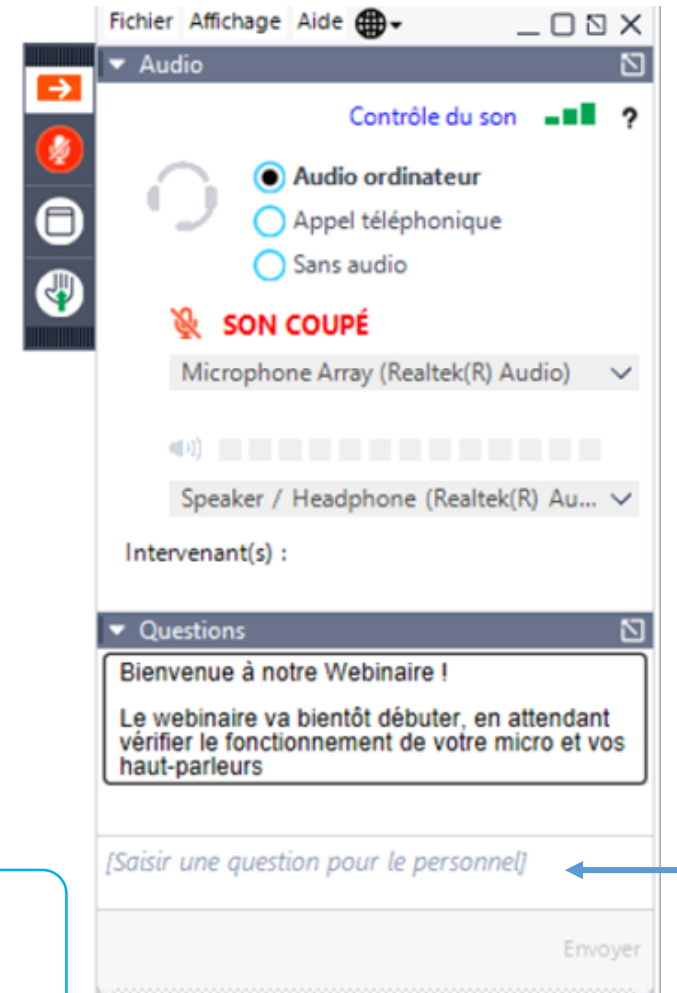 Fichier Affichage Aide
Audio
Contrôle du son ?
Audio ordinateur
Appel téléphonique
Sans audio
SON COUPÉ
Microphone Array (Realtek(R) Audio)
Speaker / Headphone (Realtek(R) Au...
Intervenant(s) :
Questions
Bienvenue à notre Webinaire !
Le webinaire va bientôt débuter, en attendant
vérifier le fonctionnement de votre micro et vos
haut-parleurs
[Saisir une question pour le personnel]
Envoyer